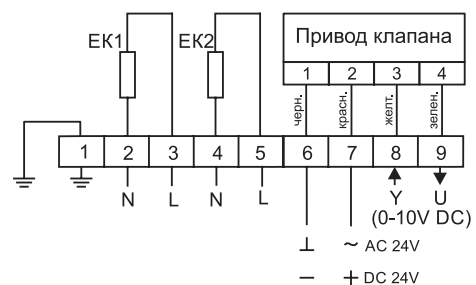 ЕК1 ЕК2 Привод клапана
1 2 3 4
черн. красн. желт. зелен.
1 2 3 4 5 6 7 8 9
N L N L Y U
(0-10V DC)
⊥ ~ AC 24V
− + DC 24V